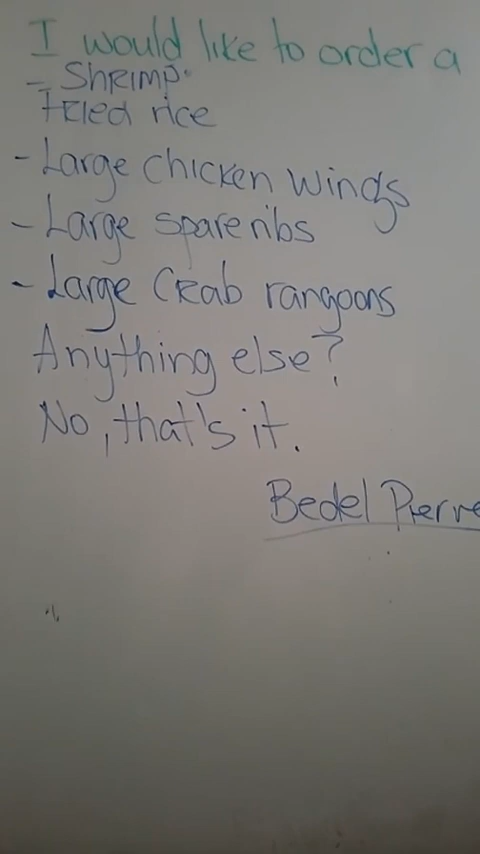 I would like to order a
- Shrimp
Fried rice
- Large chicken wings
- Large spare ribs
- Large Crab rangoons
Anything else?
No, that's it.
Bedel Pierre